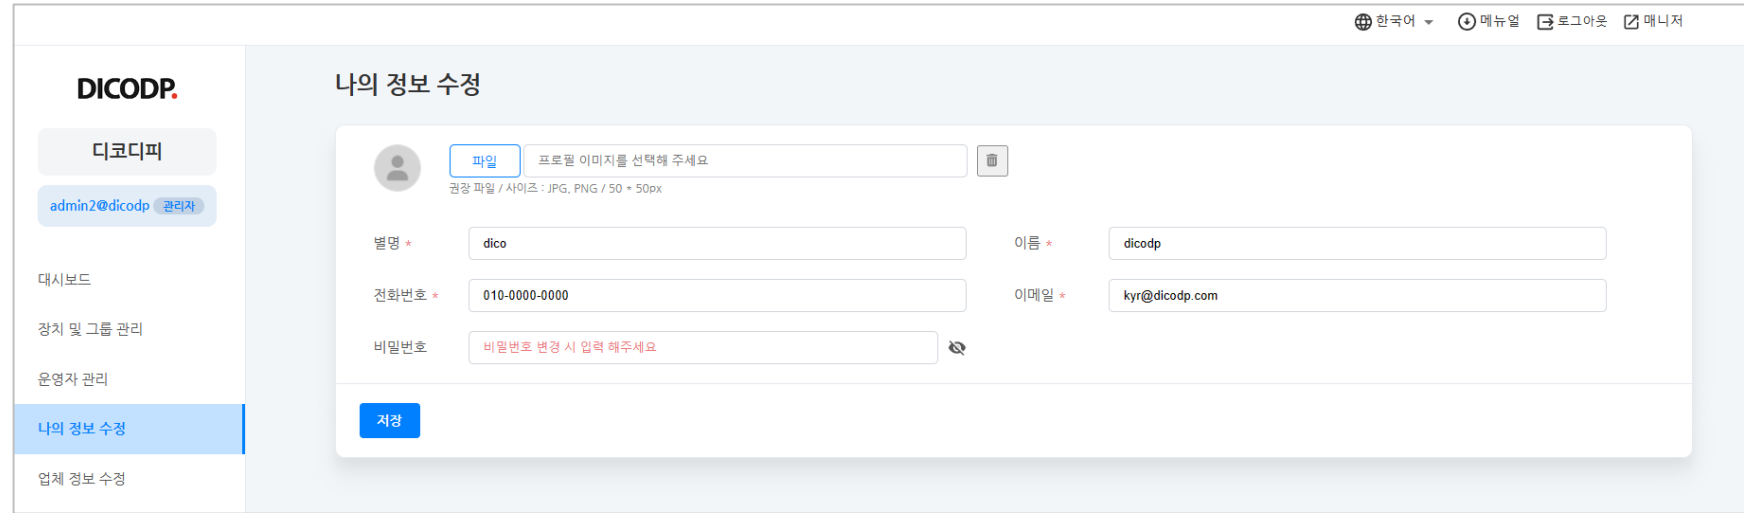 한국어 메뉴얼 로그아웃 매니저
DICODP.
디코디피
admin2@dicodp 관리자
대시보드
장치 및 그룹 관리
운영자 관리
나의 정보 수정
업체 정보 수정
나의 정보 수정
파일 프로필 이미지를 선택해 주세요
권장 파일 / 사이즈 : JPG, PNG / 50 * 50px
별명 * dico 이름 * dicodp
전화번호 * 010-0000-0000 이메일 * kyr@dicodp.com
비밀번호 비밀번호 변경 시 입력 해주세요
저장